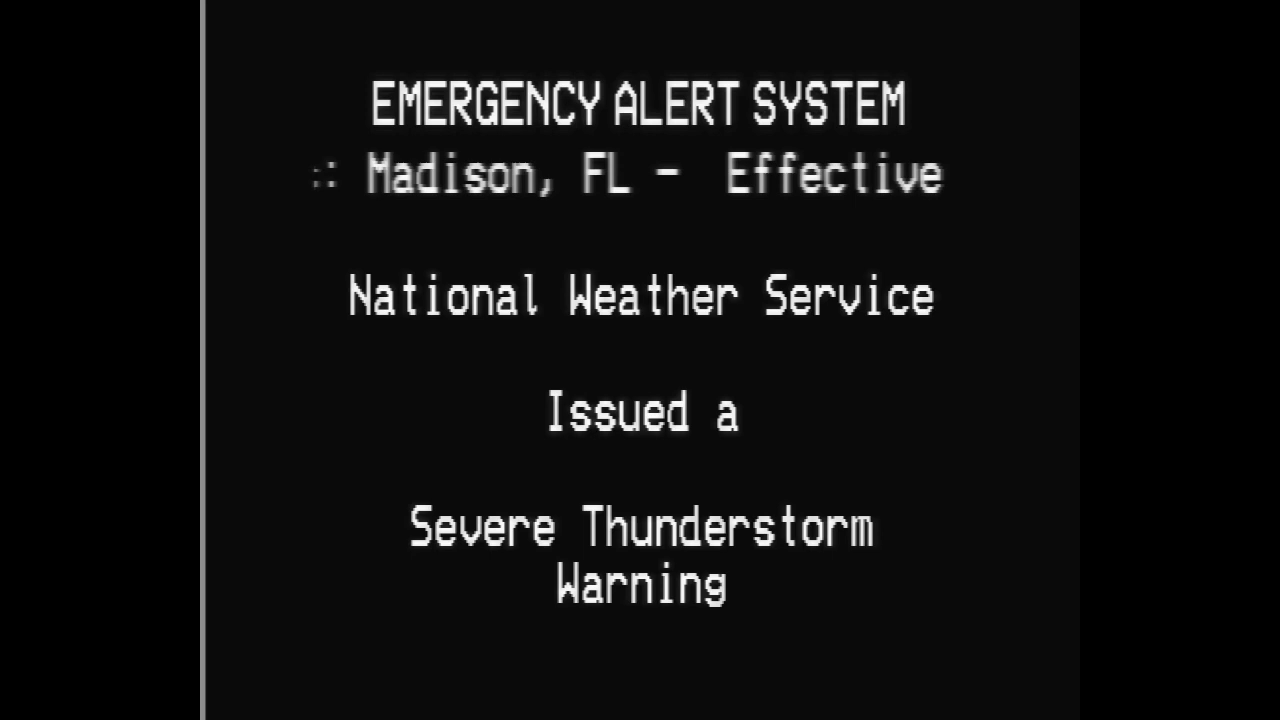 EMERGENCY ALERT SYSTEM
:: Madison, FL - Effective
National Weather Service
Issued a
Severe Thunderstorm
Warning